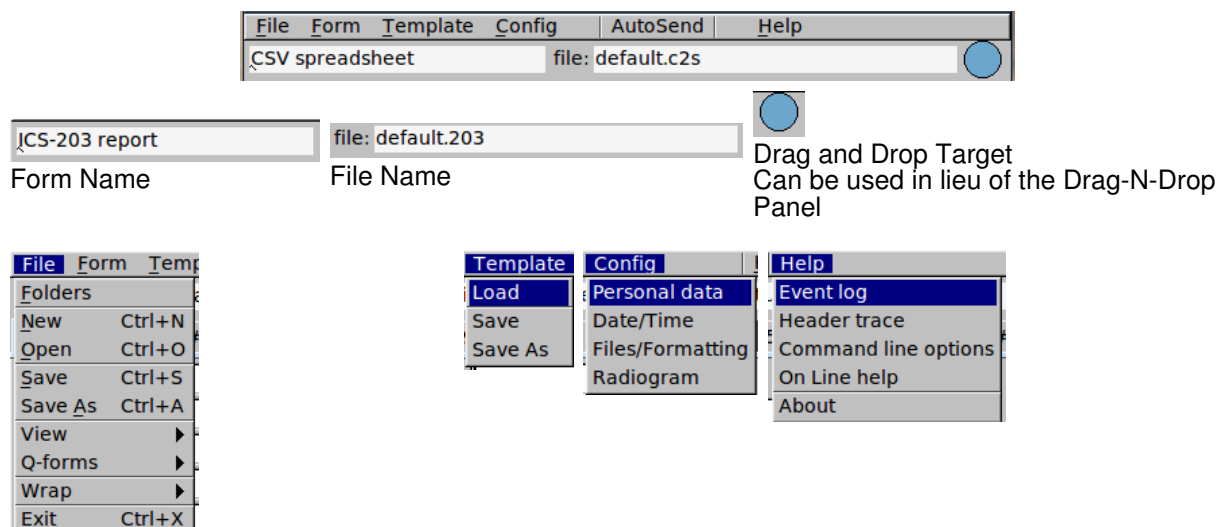 File Form Template Config AutoSend Help
CSV spreadsheet file: default.c2s
ICS-203 report
Form Name
file: default.203
File Name
Drag and Drop Target
Can be used in lieu of the Drag-N-Drop
Panel
File Form Temp
Folders
New Ctrl+N
Open Ctrl+O
Save Ctrl+S
Save As Ctrl+A
View
Q-forms
Wrap
Exit Ctrl+X
Template
Load
Save
Save As
Config
Personal data
Date/Time
Files/Formatting
Radiogram
Help
Event log
Header trace
Command line options
On Line help
About